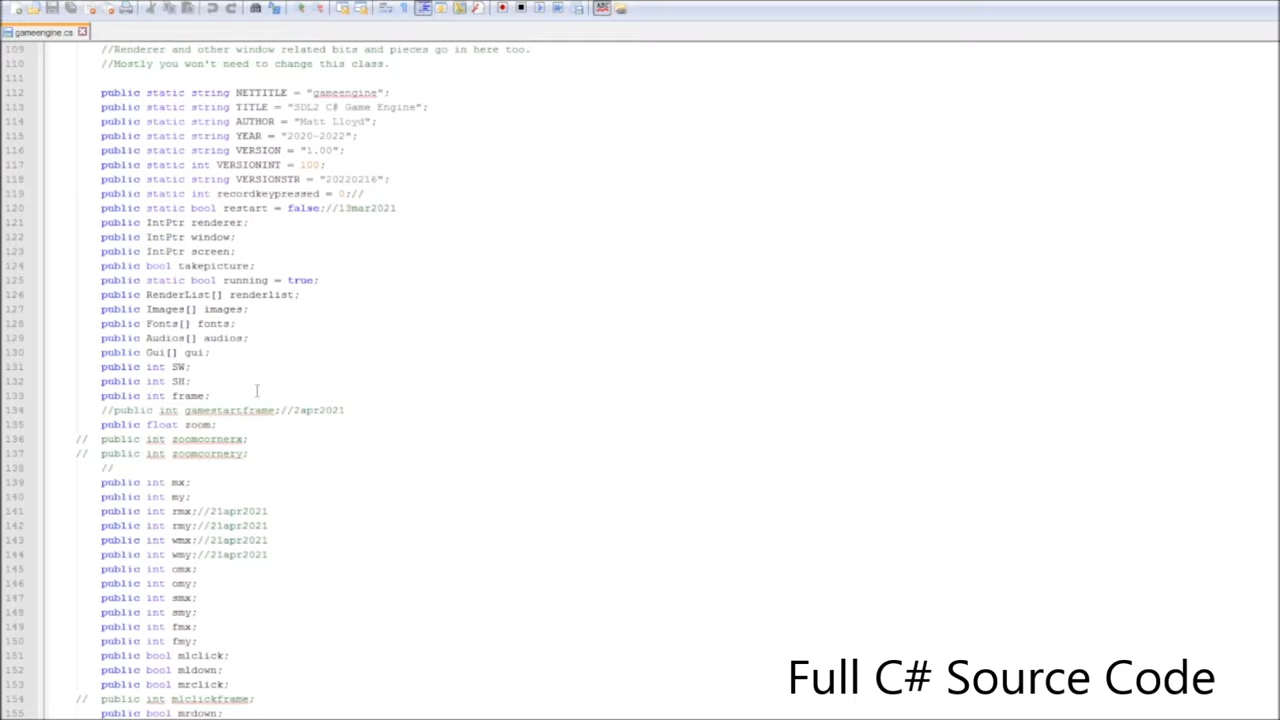 gameengine.cs
109 //Renderer and other window related bits and pieces go in here too.
110 //Mostly you won't need to change this class.
111
112 public static string NETTITLE = "gameengine";
113 public static string TITLE = "SDL2 C# Game Engine";
114 public static string AUTHOR = "Matt Lloyd";
115 public static string YEAR = "2020-2022";
116 public static string VERSION = "1.00";
117 public static int VERSIONINT = 100;
118 public static string VERSIONSTR = "20220216";
119 public static int recordkeypressed = 0;//
120 public static bool restart = false;//13mar2021
121 public IntPtr renderer;
122 public IntPtr window;
123 public IntPtr screen;
124 public bool takepicture;
125 public static bool running = true;
126 public RenderList[] renderlist;
127 public Images[] images;
128 public Fonts[] fonts;
129 public Audios[] audios;
130 public Gui[] gui;
131 public int SW;
132 public int SH;
133 public int frame;
134 //public int gamestartframe;//2apr2021
135 public float zoom;
136 // public int zoomcornerx;
137 // public int zoomcornery;
138 //
139 public int mx;
140 public int my;
141 public int rmx;//21apr2021
142 public int rmy;//21apr2021
143 public int wmx;//21apr2021
144 public int wmy;//21apr2021
145 public int omx;
146 public int omy;
147 public int smx;
148 public int smy;
149 public int fmx;
150 public int fmy;
151 public bool mlclick;
152 public bool mldown;
153 public bool mrclick;
154 // public int mlclickframe;
155 public bool mrdown;
Full C# Source Code